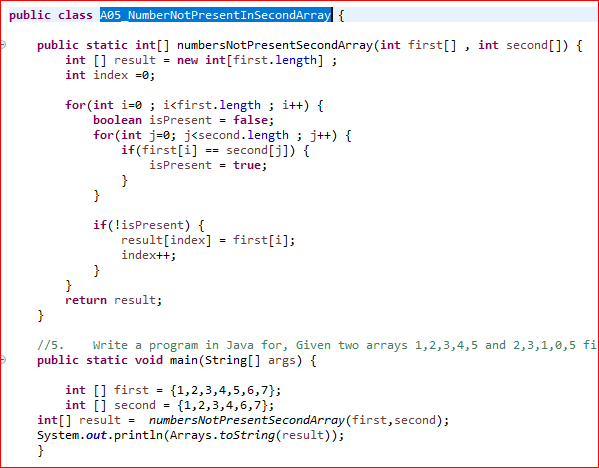 public class A05_NumberNotPresentInSecondArray {
public static int[] numbersNotPresentSecondArray(int first[] , int second[]) {
int [] result = new int[first.length] ;
int index =0;
for(int i=0 ; i<first.length ; i++) {
boolean isPresent = false;
for(int j=0; j<second.length ; j++) {
if(first[i] == second[j]) {
isPresent = true;
}
}
if(!isPresent) {
result[index] = first[i];
index++;
}
}
return result;
}
//5. Write a program in Java for, Given two arrays 1,2,3,4,5 and 2,3,1,0,5 fi
public static void main(String[] args) {
int [] first = {1,2,3,4,5,6,7};
int [] second = {1,2,3,4,6,7};
int[] result = numbersNotPresentSecondArray(first,second);
System.out.println(Arrays.toString(result));
}